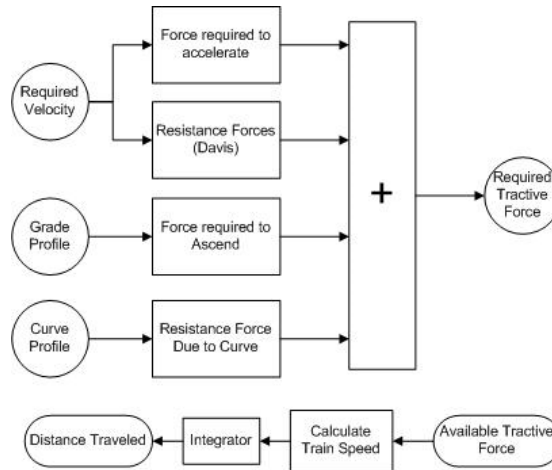 Force required to
accelerate
Required
Velocity
Resistance Forces
(Davis)
+
Required
Tractive
Force
Grade
Profile
Force required to
Ascend
Curve
Profile
Resistance Force
Due to Curve
Distance Traveled
Integrator
Calculate
Train Speed
Available Tractive
Force